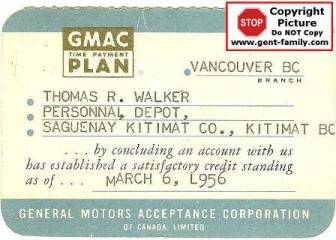 GMAC
TIME PAYMENT
PLAN
STOP
Copyright
Picture
Do NOT Copy
www.gent-family.com
VANCOUVER BC
BRANCH
THOMAS R. WALKER
PERSONNAL DEPOT,
SAGUENAY KITIMAT CO., KITIMAT BC
. . . by concluding an account with us
has established a satisfactory credit standing
as of . . . MARCH 6, L956
GENERAL MOTORS ACCEPTANCE CORPORATION
OF CANADA, LIMITED